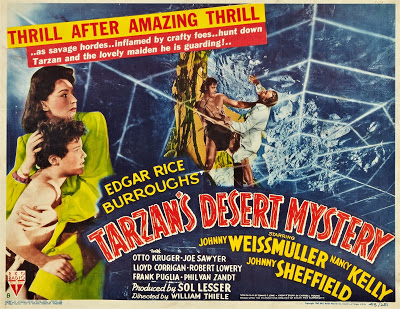 THRILL AFTER AMAZING THRILL
..as savage hordes..inflamed by crafty foes..hunt down
Tarzan and the lovely maiden he is guarding!..
EDGAR RICE
BURROUGHS'
TARZAN'S DESERT MYSTERY
STARRING
JOHNNY WEISSMULLER
NANCY KELLY
JOHNNY SHEFFIELD
with
OTTO KRUGER · JOE SAWYER
LLOYD CORRIGAN · ROBERT LOWERY
FRANK PUGLIA · PHIL VAN ZANDT
Produced by SOL LESSER
Directed by WILLIAM THIELE
RKO
RADIO